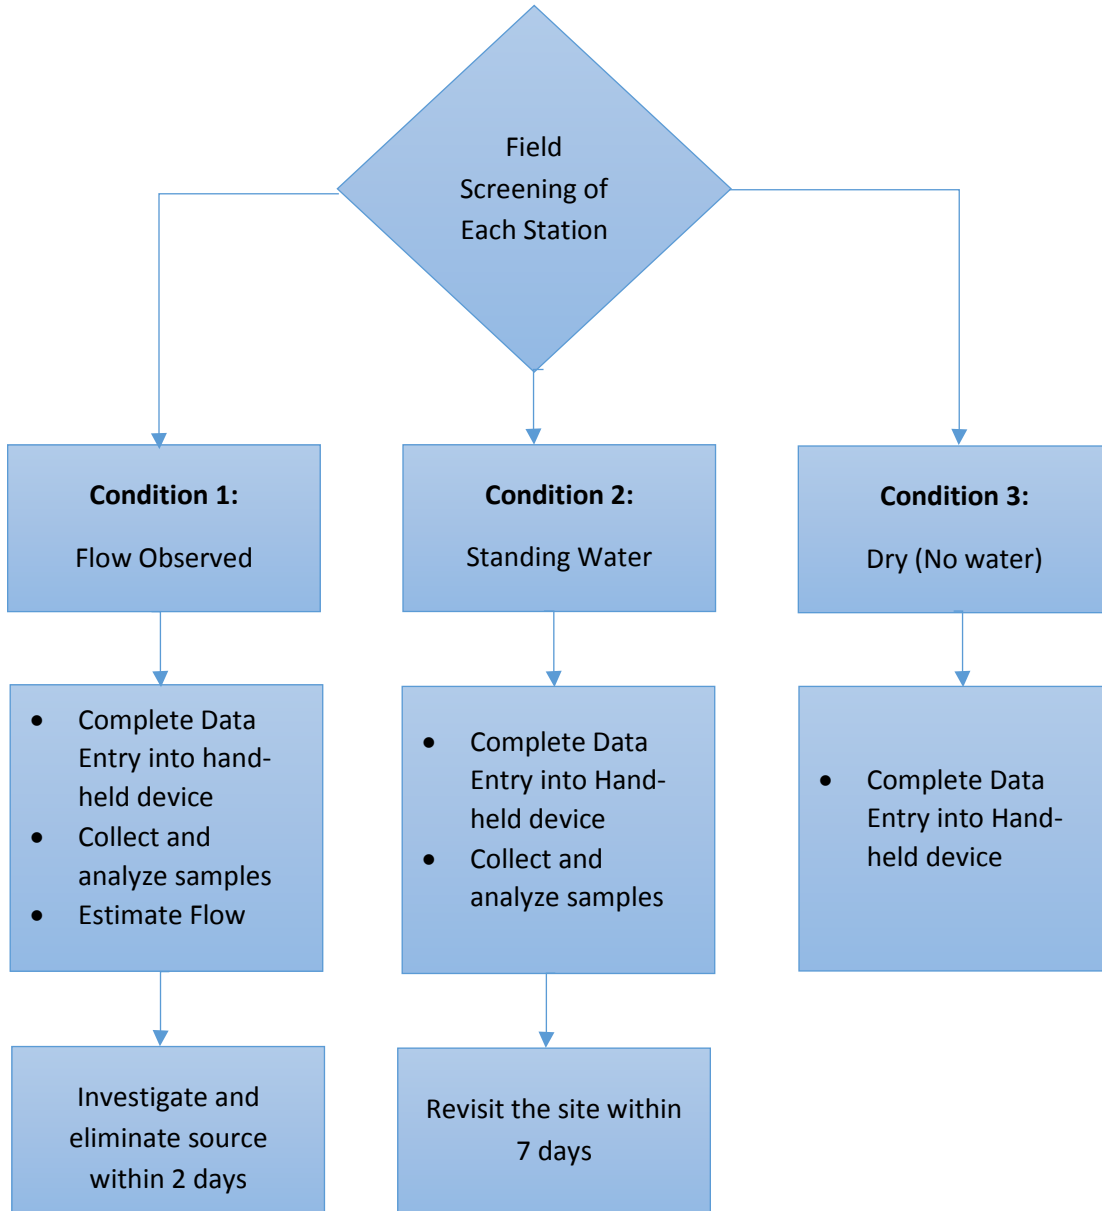 Field
Screening of
Each Station
Condition 1:
Flow Observed
Condition 2:
Standing Water
Condition 3:
Dry (No water)
• Complete Data
Entry into hand-
held device
• Collect and
analyze samples
• Estimate Flow
• Complete Data
Entry into Hand-
held device
• Collect and
analyze samples
• Complete Data
Entry into Hand-
held device
Investigate and
eliminate source
within 2 days
Revisit the site within
7 days